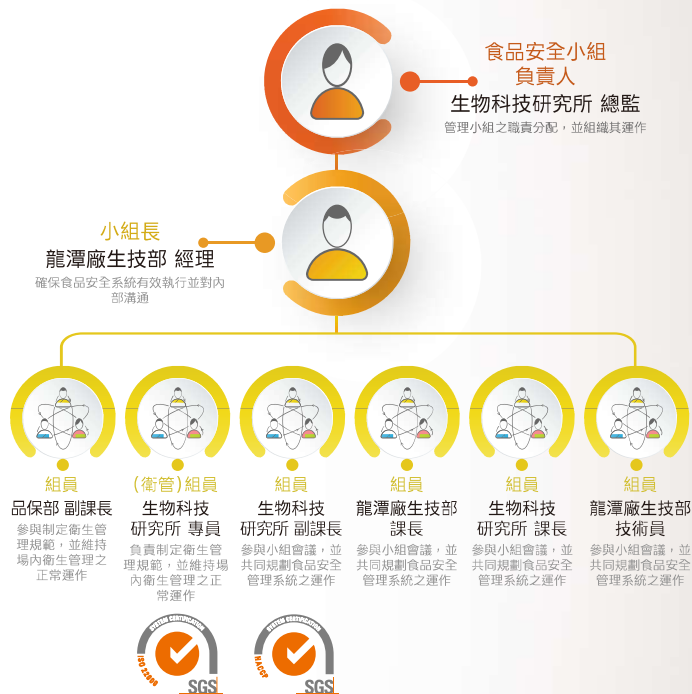 食品安全小組
負責人
生物科技研究所 總監
管理小組之職責分配，並組織其運作
小組長
龍潭廠生技部 經理
確保食品安全系統有效執行並對內
部溝通
組員
品保部 副課長
參與制定衛生管
理規範，並維持
場內衛生管理之
正常運作
(衛管)組員
生物科技
研究所 專員
負責制定衛生管
理規範，並維持場
內衛生管理之正
常運作
組員
生物科技
研究所 副課長
參與小組會議，並
共同規劃食品安全
管理系統之運作
組員
龍潭廠生技部
課長
參與小組會議，並
共同規劃食品安全
管理系統之運作
組員
生物科技
研究所 課長
參與小組會議，並
共同規劃食品安全
管理系統之運作
組員
龍潭廠生技部
技術員
參與小組會議，並
共同規劃食品安全
管理系統之運作
SYSTEM CERTIFICATION
ISO 22000
SGS
SYSTEM CERTIFICATION
HACCP
SGS